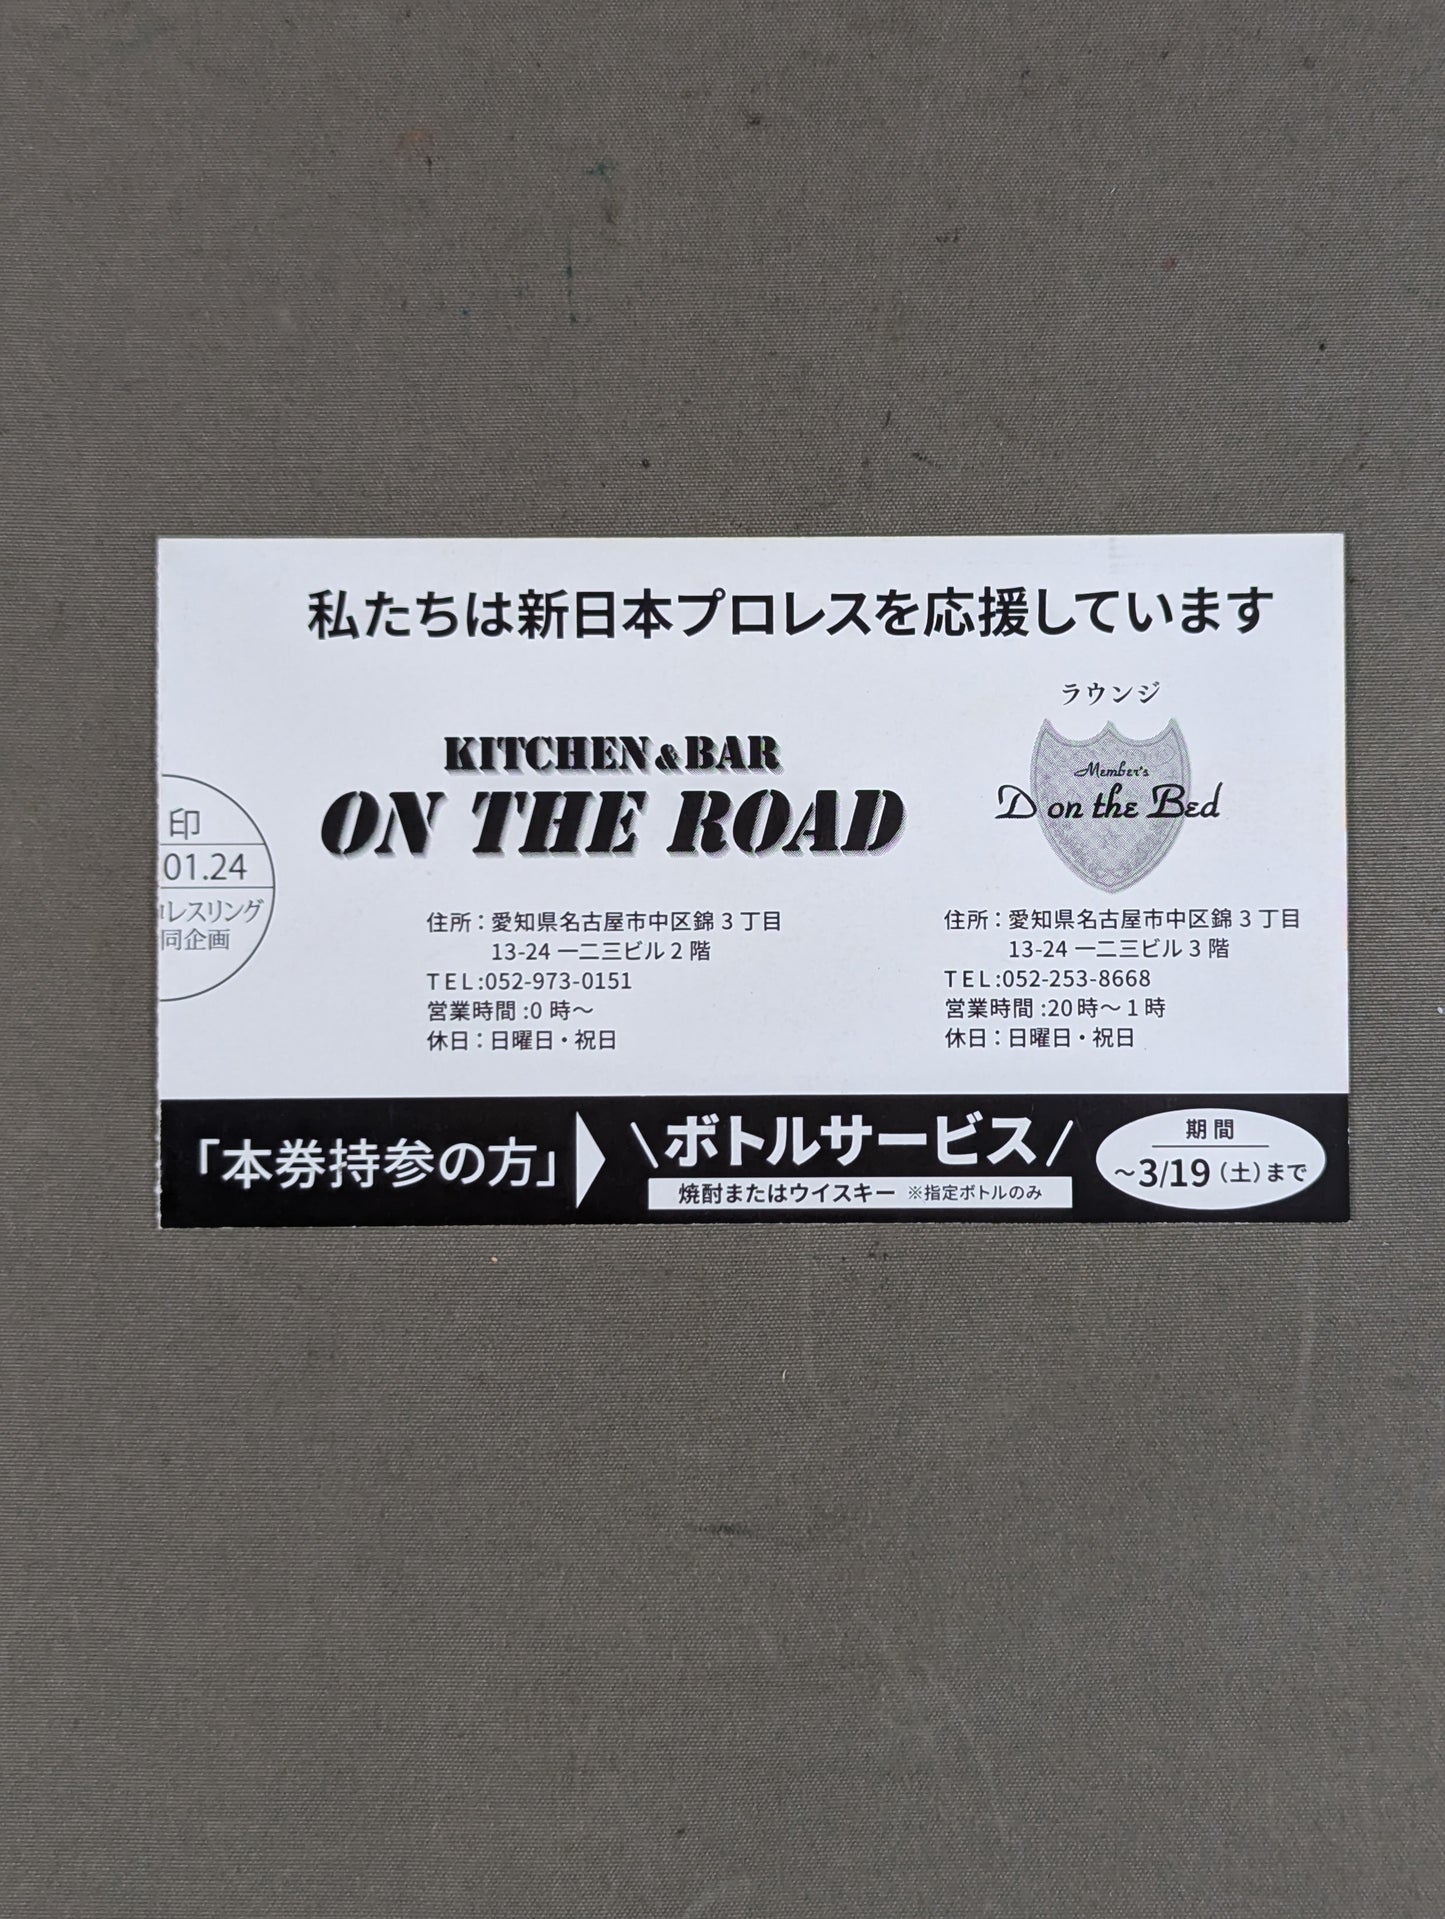 私たちは新日本プロレスを応援しています
KITCHEN & BAR
ON THE ROAD
住所：愛知県名古屋市中区錦3丁目
13-24 一二三ビル2階
TEL:052-973-0151
営業時間:0時～
休日：日曜日・祝日
ラウンジ
Member's
D on the Bed
住所：愛知県名古屋市中区錦3丁目
13-24 一二三ビル3階
TEL:052-253-8668
営業時間:20時～1時
休日：日曜日・祝日
印
01.24
レスリング
同企画
「本券持参の方」
\ボトルサービス/
焼酎またはウイスキー ※指定ボトルのみ
期間
～3/19（土）まで